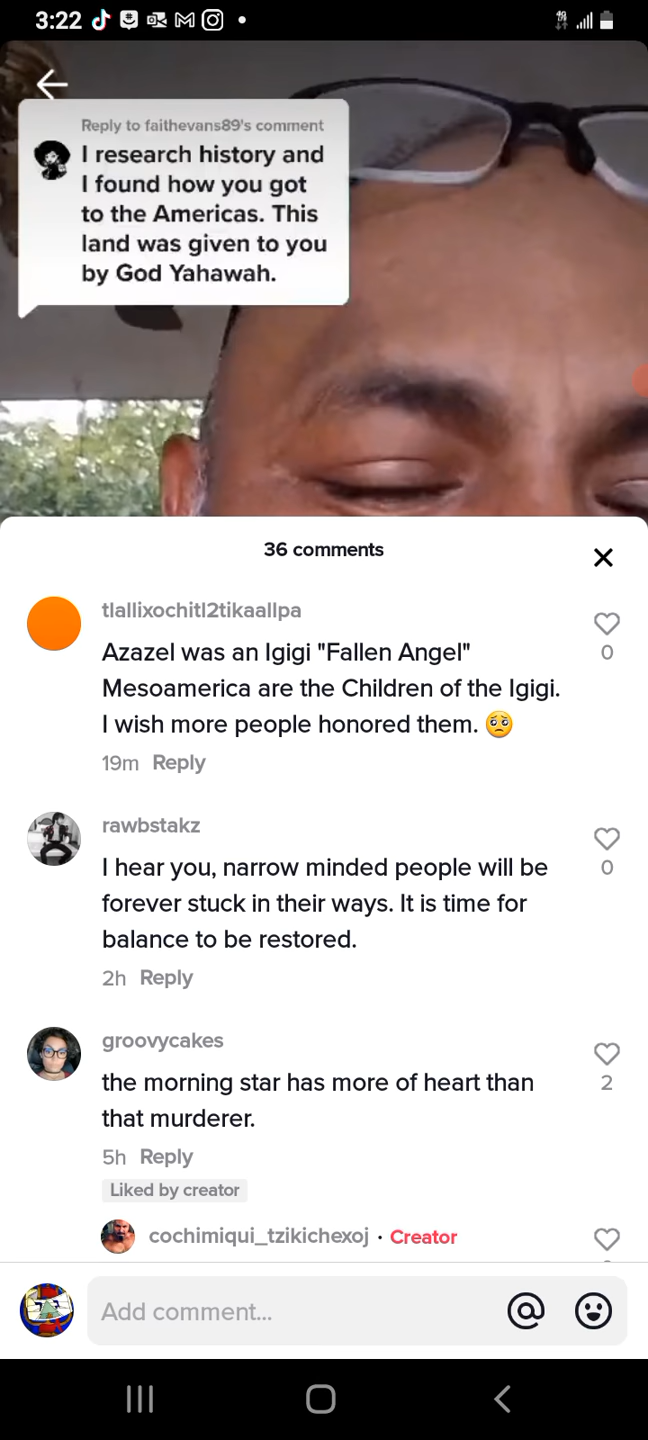 3:22
Reply to faithevans89's comment
I research history and
I found how you got
to the Americas. This
land was given to you
by God Yahawah.
36 comments
tlallixochitl2tikaallpa
Azazel was an Igigi "Fallen Angel"
Mesoamerica are the Children of the Igigi.
I wish more people honored them. 🥺
0
19m Reply
rawbstakz
I hear you, narrow minded people will be
forever stuck in their ways. It is time for
balance to be restored.
0
2h Reply
groovycakes
the morning star has more of heart than
that murderer.
2
5h Reply
Liked by creator
cochimiqui_tzikichexoj · Creator
Add comment...